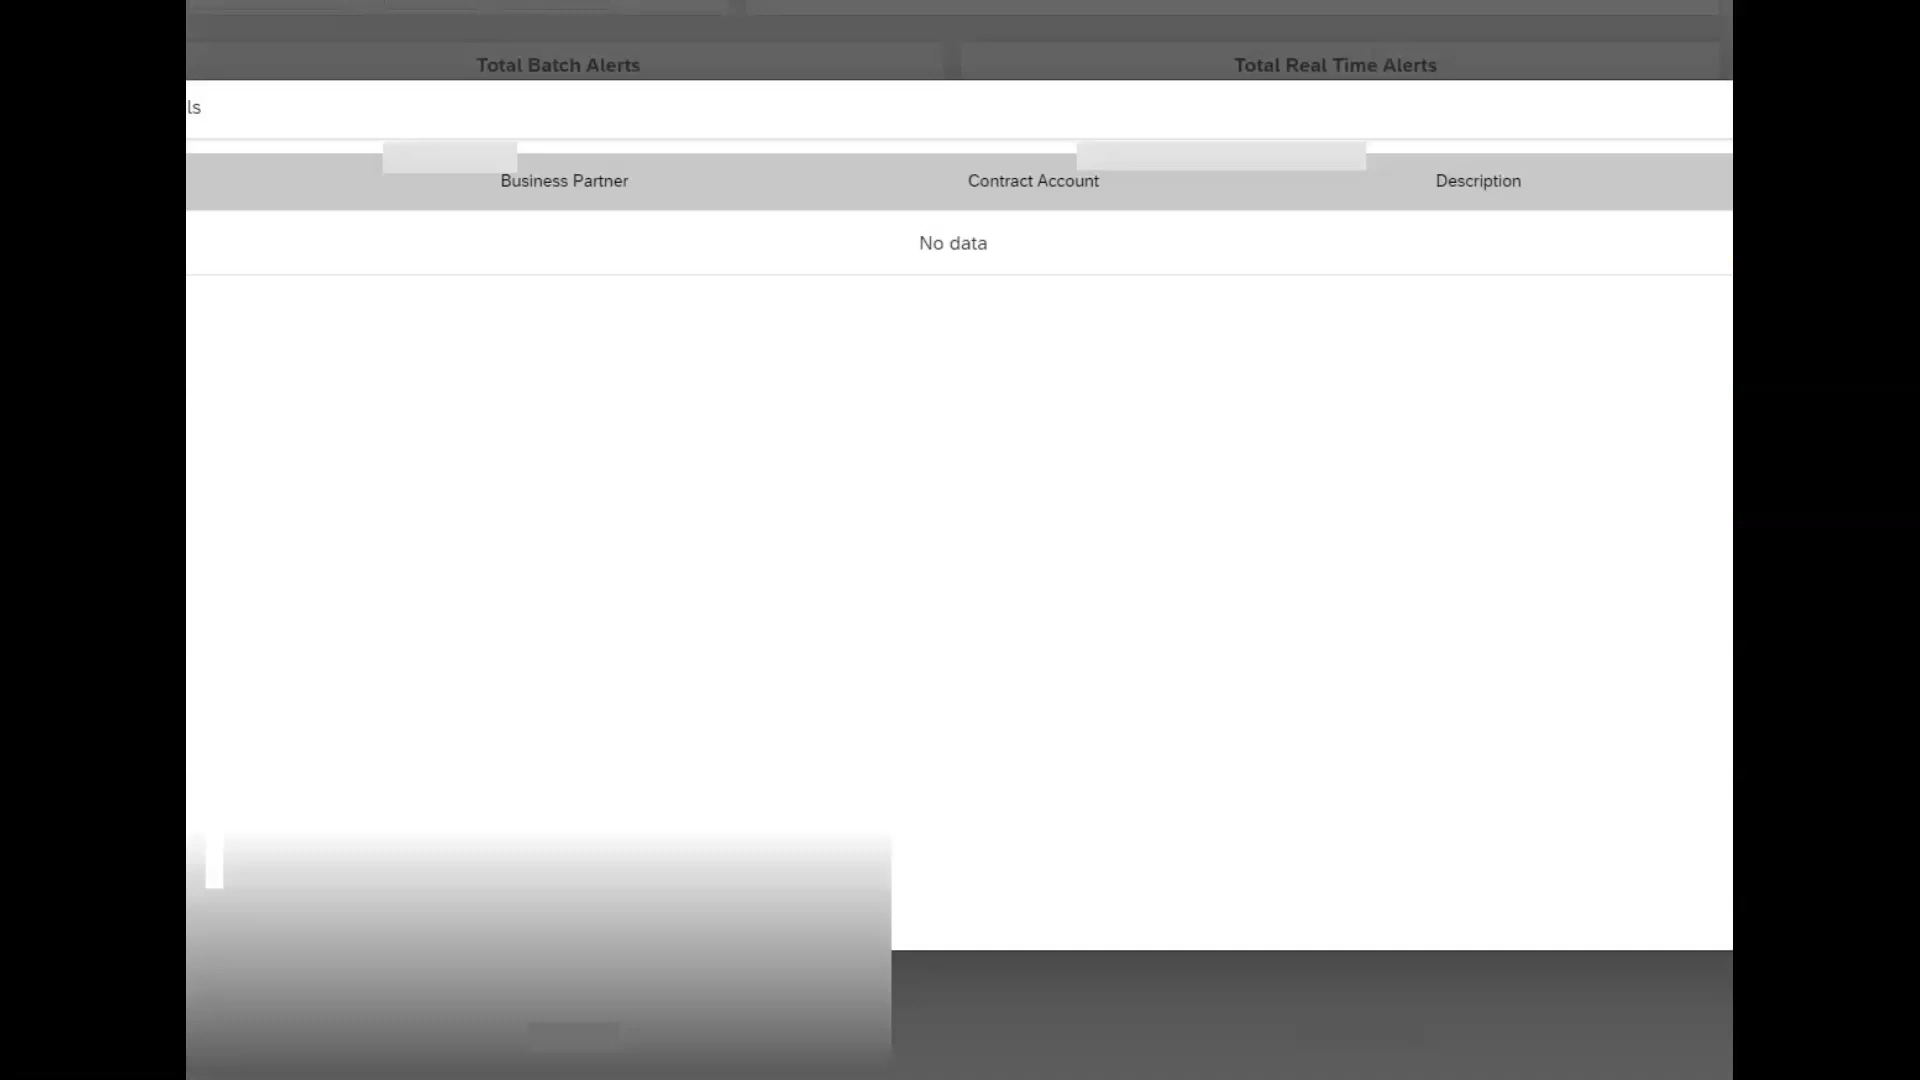 Total Batch Alerts Total Real Time Alerts
ls
Business Partner Contract Account Description
No data